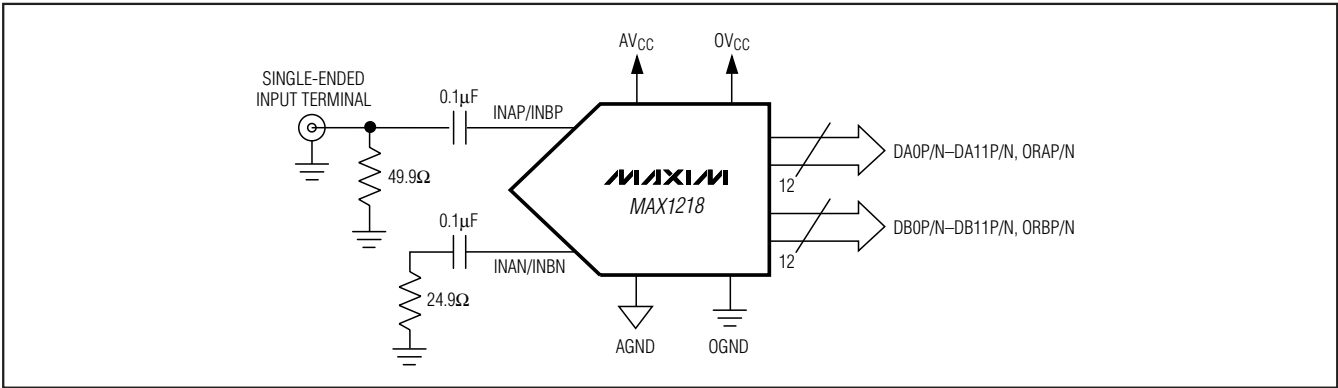 AVCC
OVCC
SINGLE-ENDED
INPUT TERMINAL
0.1μF
INAP/INBP
49.9Ω
MAXIM
MAX1218
12
DA0P/N–DA11P/N, ORAP/N
0.1μF
INAN/INBN
24.9Ω
12
DB0P/N–DB11P/N, ORBP/N
AGND
OGND